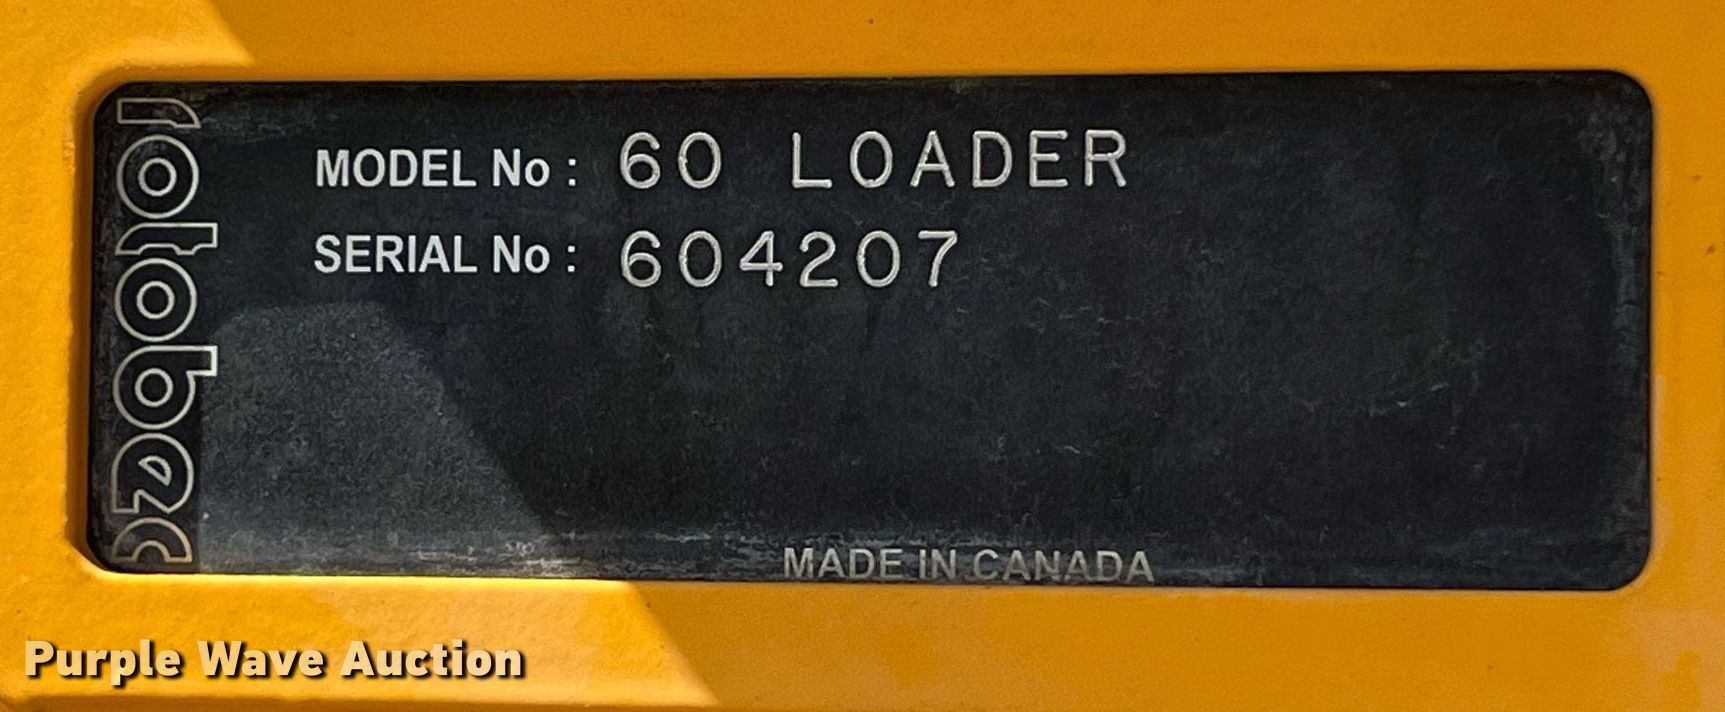 rotobec
MODEL No : 60 LOADER
SERIAL No : 604207
MADE IN CANADA
Purple Wave Auction